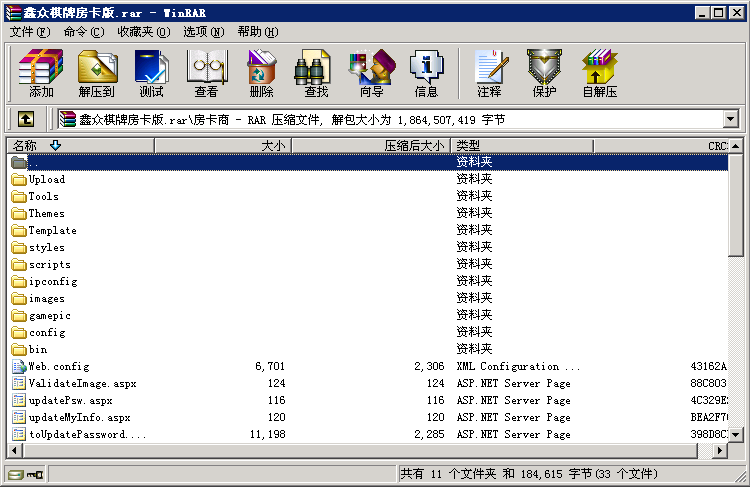 鑫众棋牌房卡版.rar - WinRAR
文件(F) 命令(C) 收藏夹(O) 选项(N) 帮助(H)
添加 解压到 测试 查看 删除 查找 向导 信息 注释 保护 自解压
鑫众棋牌房卡版.rar\房卡商 - RAR 压缩文件, 解包大小为 1,864,507,419 字节
名称 大小 压缩后大小 类型 CRC
.. 资料夹
Upload 资料夹
Tools 资料夹
Themes 资料夹
Template 资料夹
styles 资料夹
scripts 资料夹
ipconfig 资料夹
images 资料夹
gamepic 资料夹
config 资料夹
bin 资料夹
Web.config 6,701 2,306 XML Configuration ... 43162A
ValidateImage.aspx 124 124 ASP.NET Server Page 88C803
updatePsw.aspx 116 116 ASP.NET Server Page 4C329E
updateMyInfo.aspx 120 120 ASP.NET Server Page BEA2F7
toUpdatePassword.... 11,198 2,285 ASP.NET Server Page 398D8C
共有 11 个文件夹 和 184,615 字节(33 个文件)